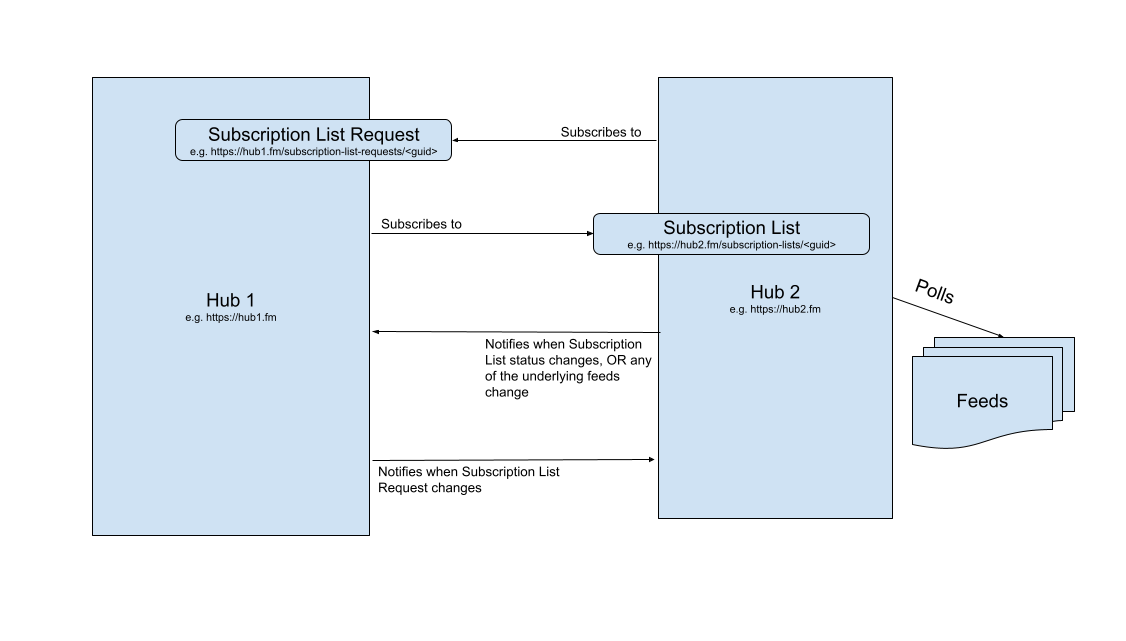 Subscription List Request
e.g. https://hub1.fm/subscription-list-requests/<guid>
Subscribes to
Subscribes to
Subscription List
e.g. https://hub2.fm/subscription-lists/<guid>
Hub 1
e.g. https://hub1.fm
Hub 2
e.g. https://hub2.fm
Polls
Notifies when Subscription
List status changes, OR any
of the underlying feeds
change
Feeds
Notifies when Subscription List
Request changes